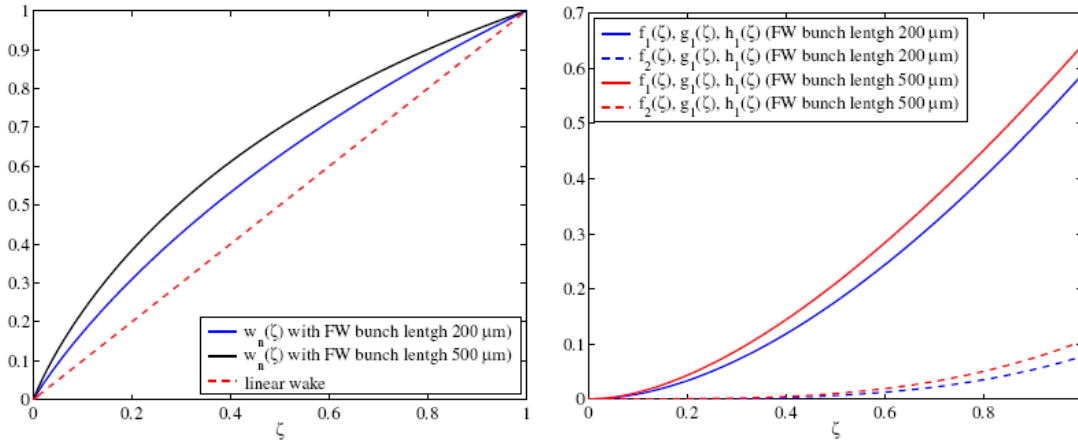 1
0.9
0.8
0.7
0.6
0.5
0.4
0.3
0.2
0.1
0
w_n(ζ) with FW bunch lentgh 200 μm)
w_n(ζ) with FW bunch lentgh 500 μm)
linear wake
0 0.2 0.4 0.6 0.8 1
ζ
0.7
0.6
0.5
0.4
0.3
0.2
0.1
0
f_1(ζ), g_1(ζ), h_1(ζ) (FW bunch lentgh 200 μm)
f_2(ζ), g_1(ζ), h_1(ζ) (FW bunch lentgh 200 μm)
f_1(ζ), g_1(ζ), h_1(ζ) (FW bunch lentgh 500 μm)
f_2(ζ), g_1(ζ), h_1(ζ) (FW bunch lentgh 500 μm)
0 0.2 0.4 0.6 0.8
ζ